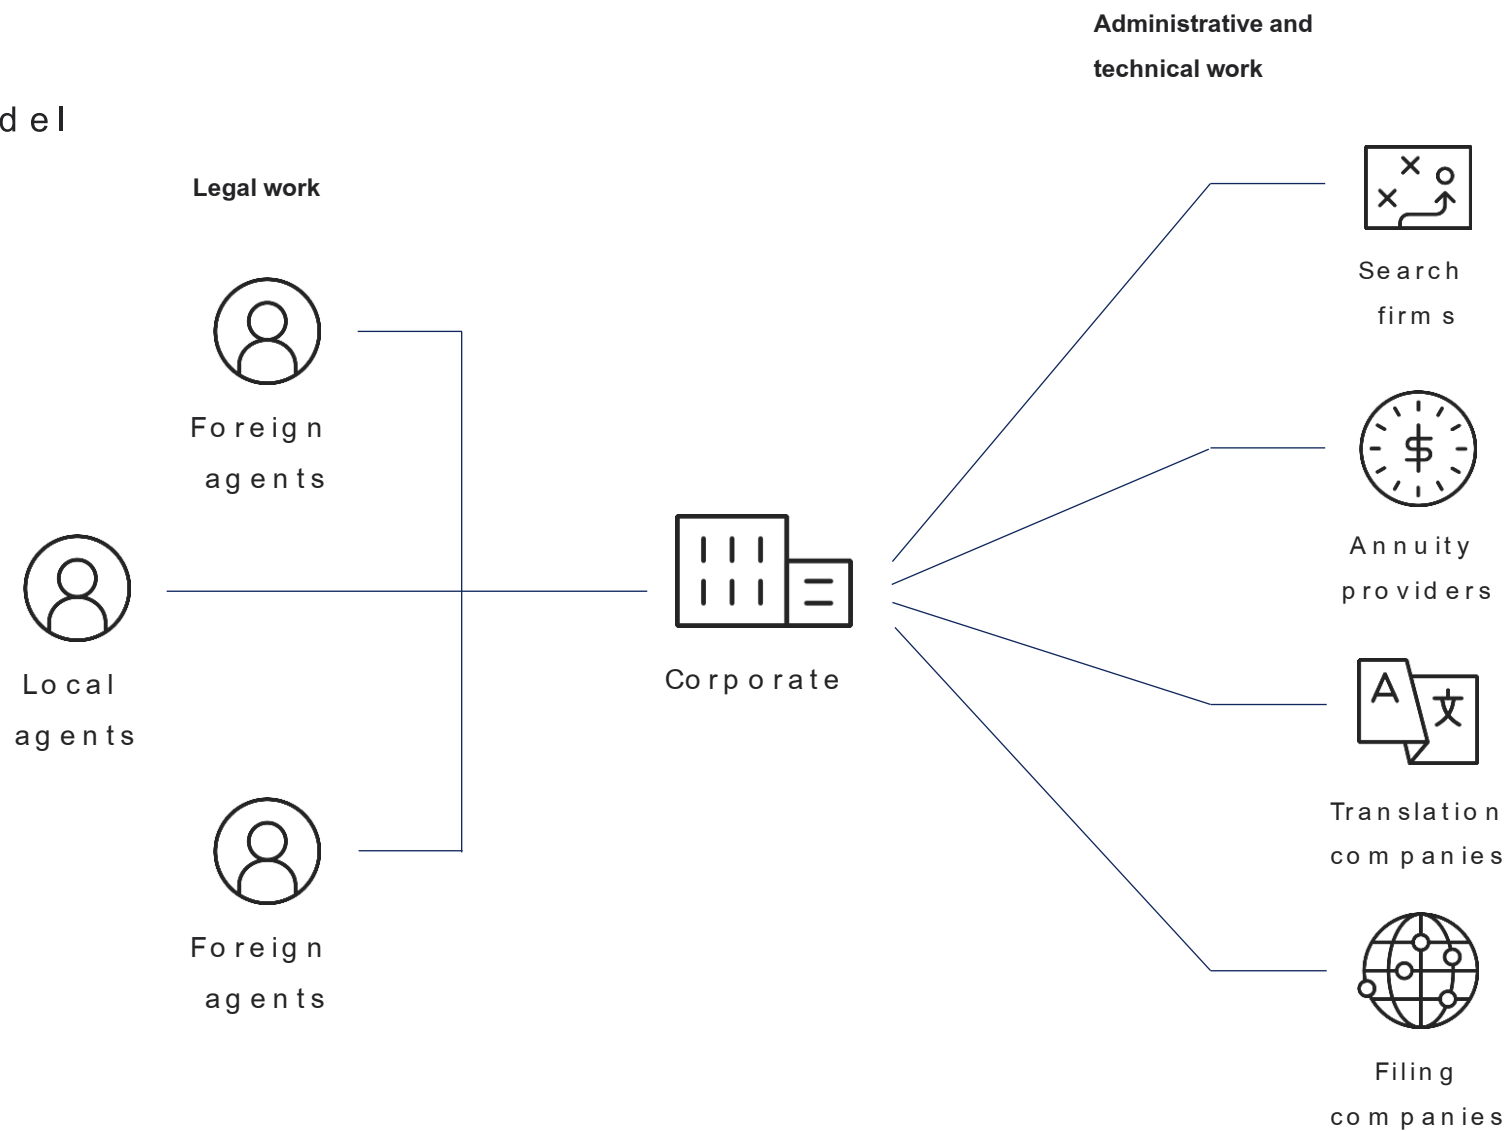 Administrative and
technical work
del
Legal work
Search
firms
Foreign
agents
Annuity
providers
Local
agents
Corporate
Translation
companies
Foreign
agents
Filing
companies